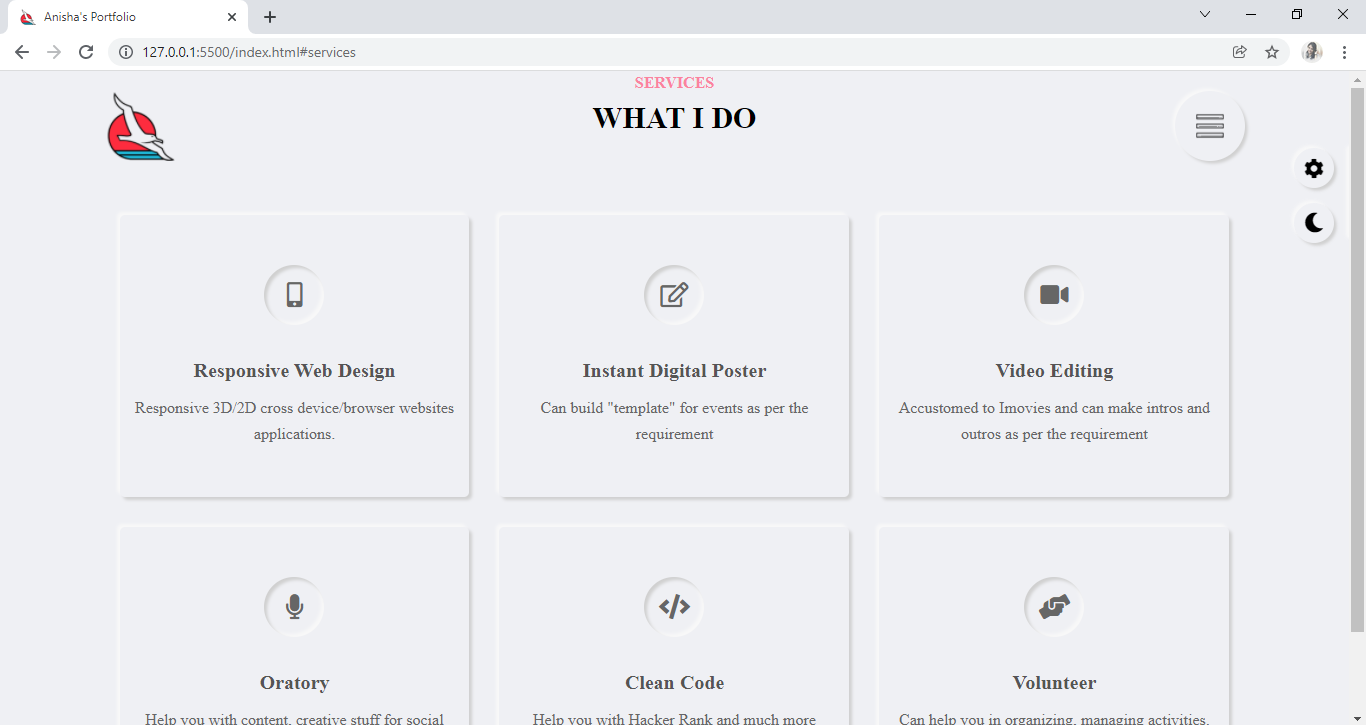 Anisha's Portfolio
127.0.0.1:5500/index.html#services
SERVICES
WHAT I DO
Responsive Web Design
Responsive 3D/2D cross device/browser websites
applications.
Instant Digital Poster
Can build "template" for events as per the
requirement
Video Editing
Accustomed to Imovies and can make intros and
outros as per the requirement
Oratory
Help you with content, creative stuff for social
Clean Code
Help you with Hacker Rank and much more
Volunteer
Can help you in organizing, managing activities,